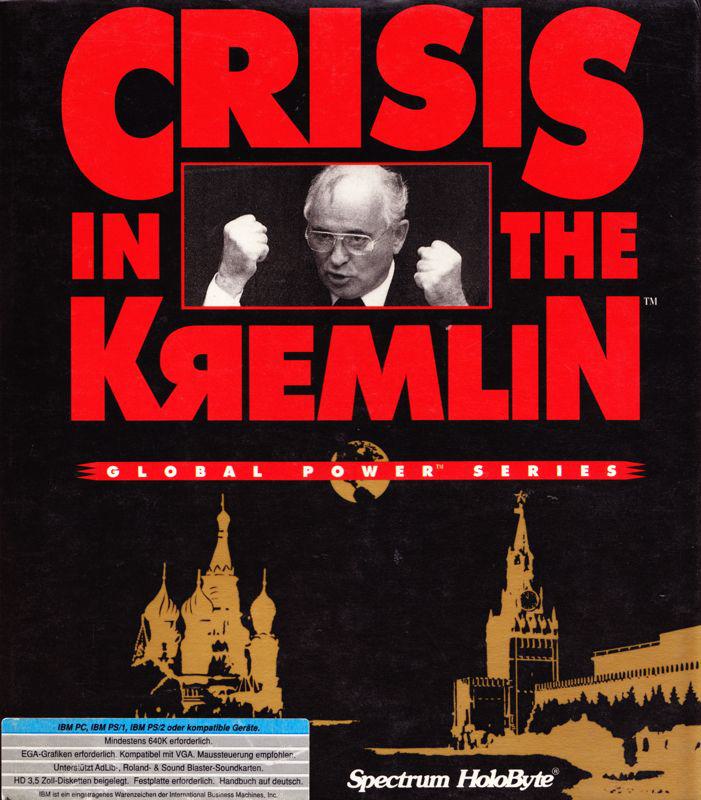 CRISIS
IN THE
KЯEMLIN™
GLOBAL POWER™ SERIES
IBM PC, IBM PS/1, IBM PS/2 oder kompatible Geräte.
Mindestens 640K erforderlich.
EGA-Grafiken erforderlich. Kompatibel mit VGA. Maussteuerung empfohlen.
Unterstützt AdLib-, Roland- & Sound Blaster-Soundkarten.
HD 3,5 Zoll-Disketten beigelegt. Festplatte erforderlich. Handbuch auf deutsch.
IBM ist ein eingetragenes Warenzeichen der International Business Machines, Inc.
Spectrum HoloByte®